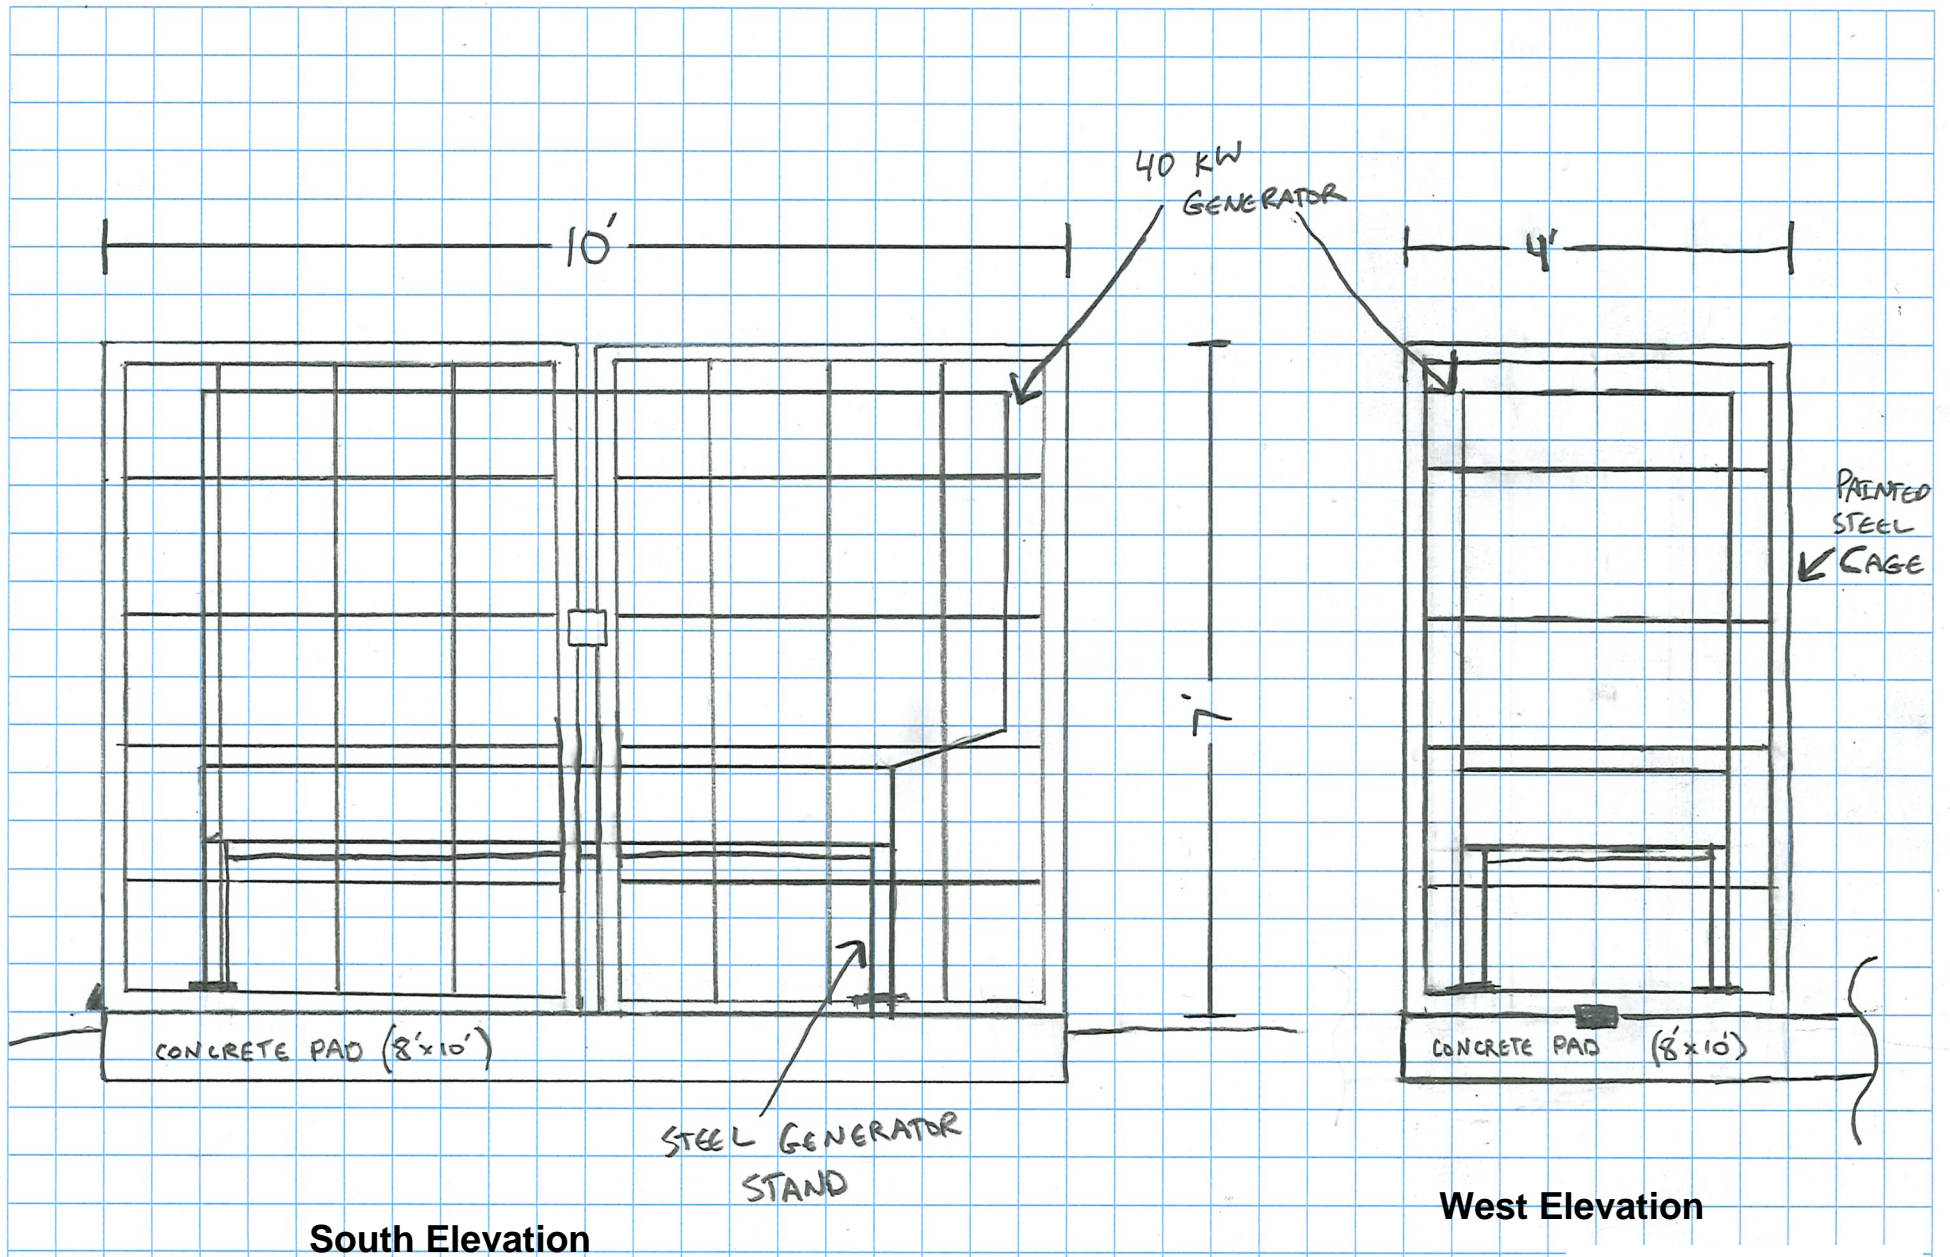 40 KW
GENERATOR
10'
4'
7'
PAINTED
STEEL
CAGE
CONCRETE PAD (8'x10')
CONCRETE PAD (8'x10')
STEEL GENERATOR
STAND
West Elevation
South Elevation